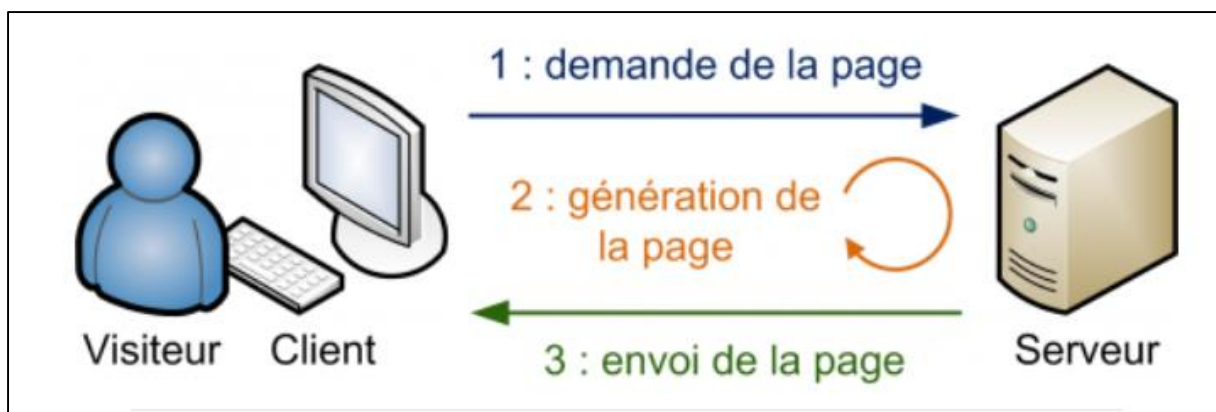 1 : demande de la page
2 : génération de
la page
3 : envoi de la page
Visiteur
Client
Serveur